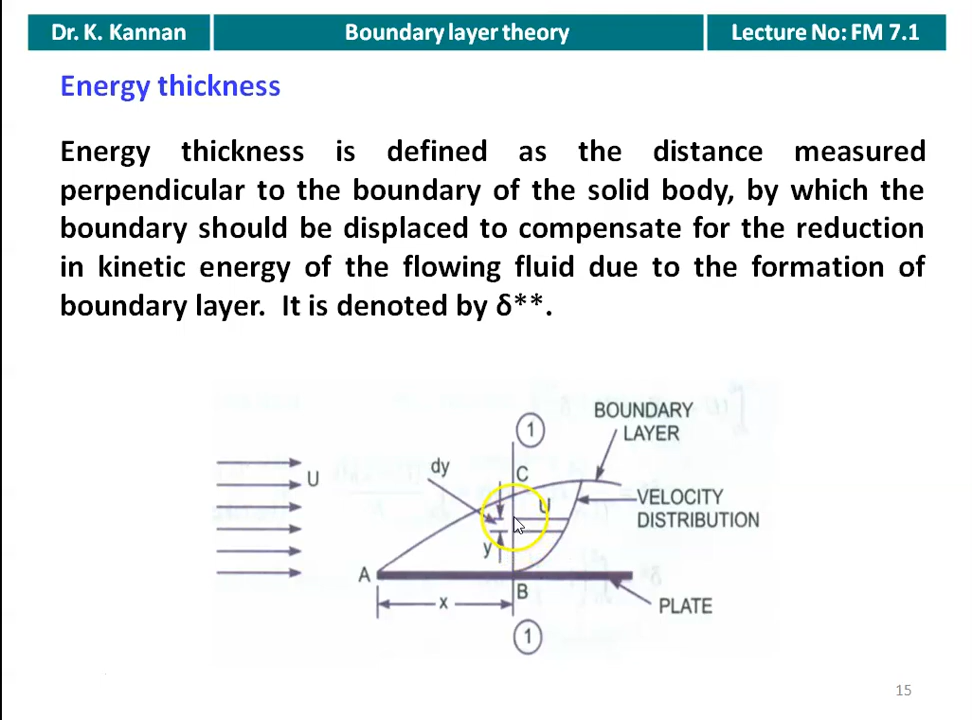 Dr. K. Kannan
Boundary layer theory
Lecture No: FM 7.1
Energy thickness
Energy thickness is defined as the distance measured
perpendicular to the boundary of the solid body, by which the
boundary should be displaced to compensate for the reduction
in kinetic energy of the flowing fluid due to the formation of
boundary layer. It is denoted by δ**.
1
BOUNDARY
LAYER
dy
C
U
U
VELOCITY
DISTRIBUTION
y
A
B
x
PLATE
1
15